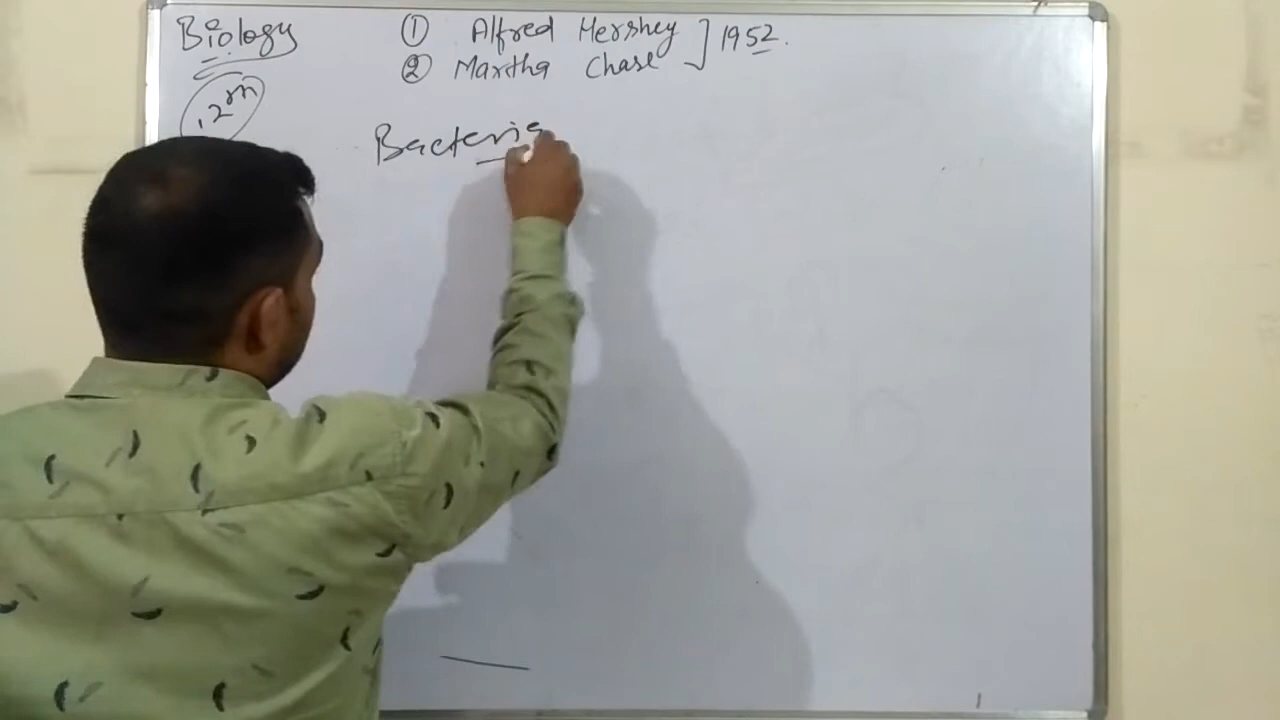 Biology
12th
① Alfred Hershey
② Martha Chase ] 1952.
Bacteria